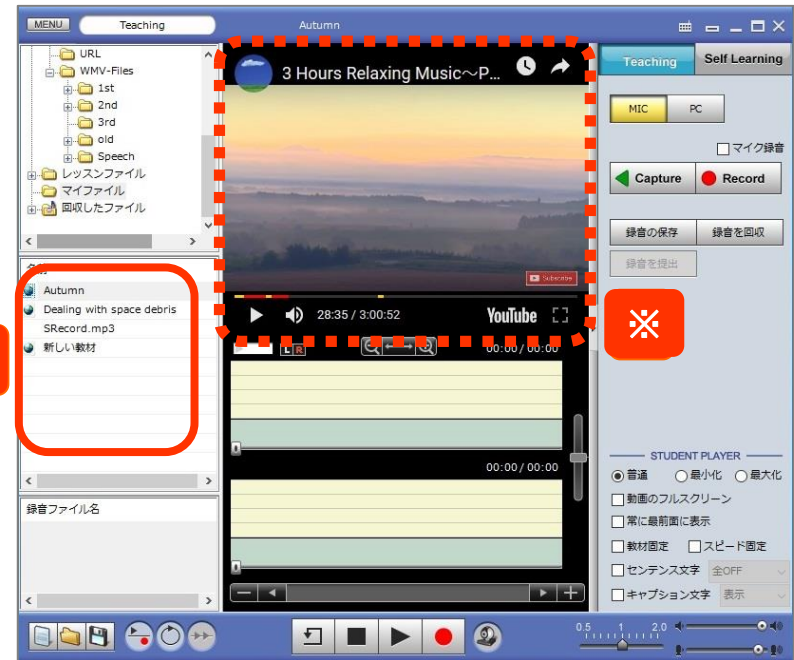 MENU Teaching Autumn
URL
WMV-Files
1st
2nd
3rd
old
Speech
レッスンファイル
マイファイル
回収したファイル
Autumn
Dealing with space debris
SRecord.mp3
新しい教材
録音ファイル名
3 Hours Relaxing Music～P...
Subscribe
28:35 / 3:00:52 YouTube
L R 00:00 / 00:00
00:00 / 00:00
Teaching Self Learning
MIC PC
マイク録音
Capture Record
録音の保存 録音を回収
録音を提出
※
STUDENT PLAYER
普通 最小化 最大化
動画のフルスクリーン
常に最前面に表示
教材固定 スピード固定
センテンス文字 全OFF
キャプション文字 表示
0.5 1 2.0